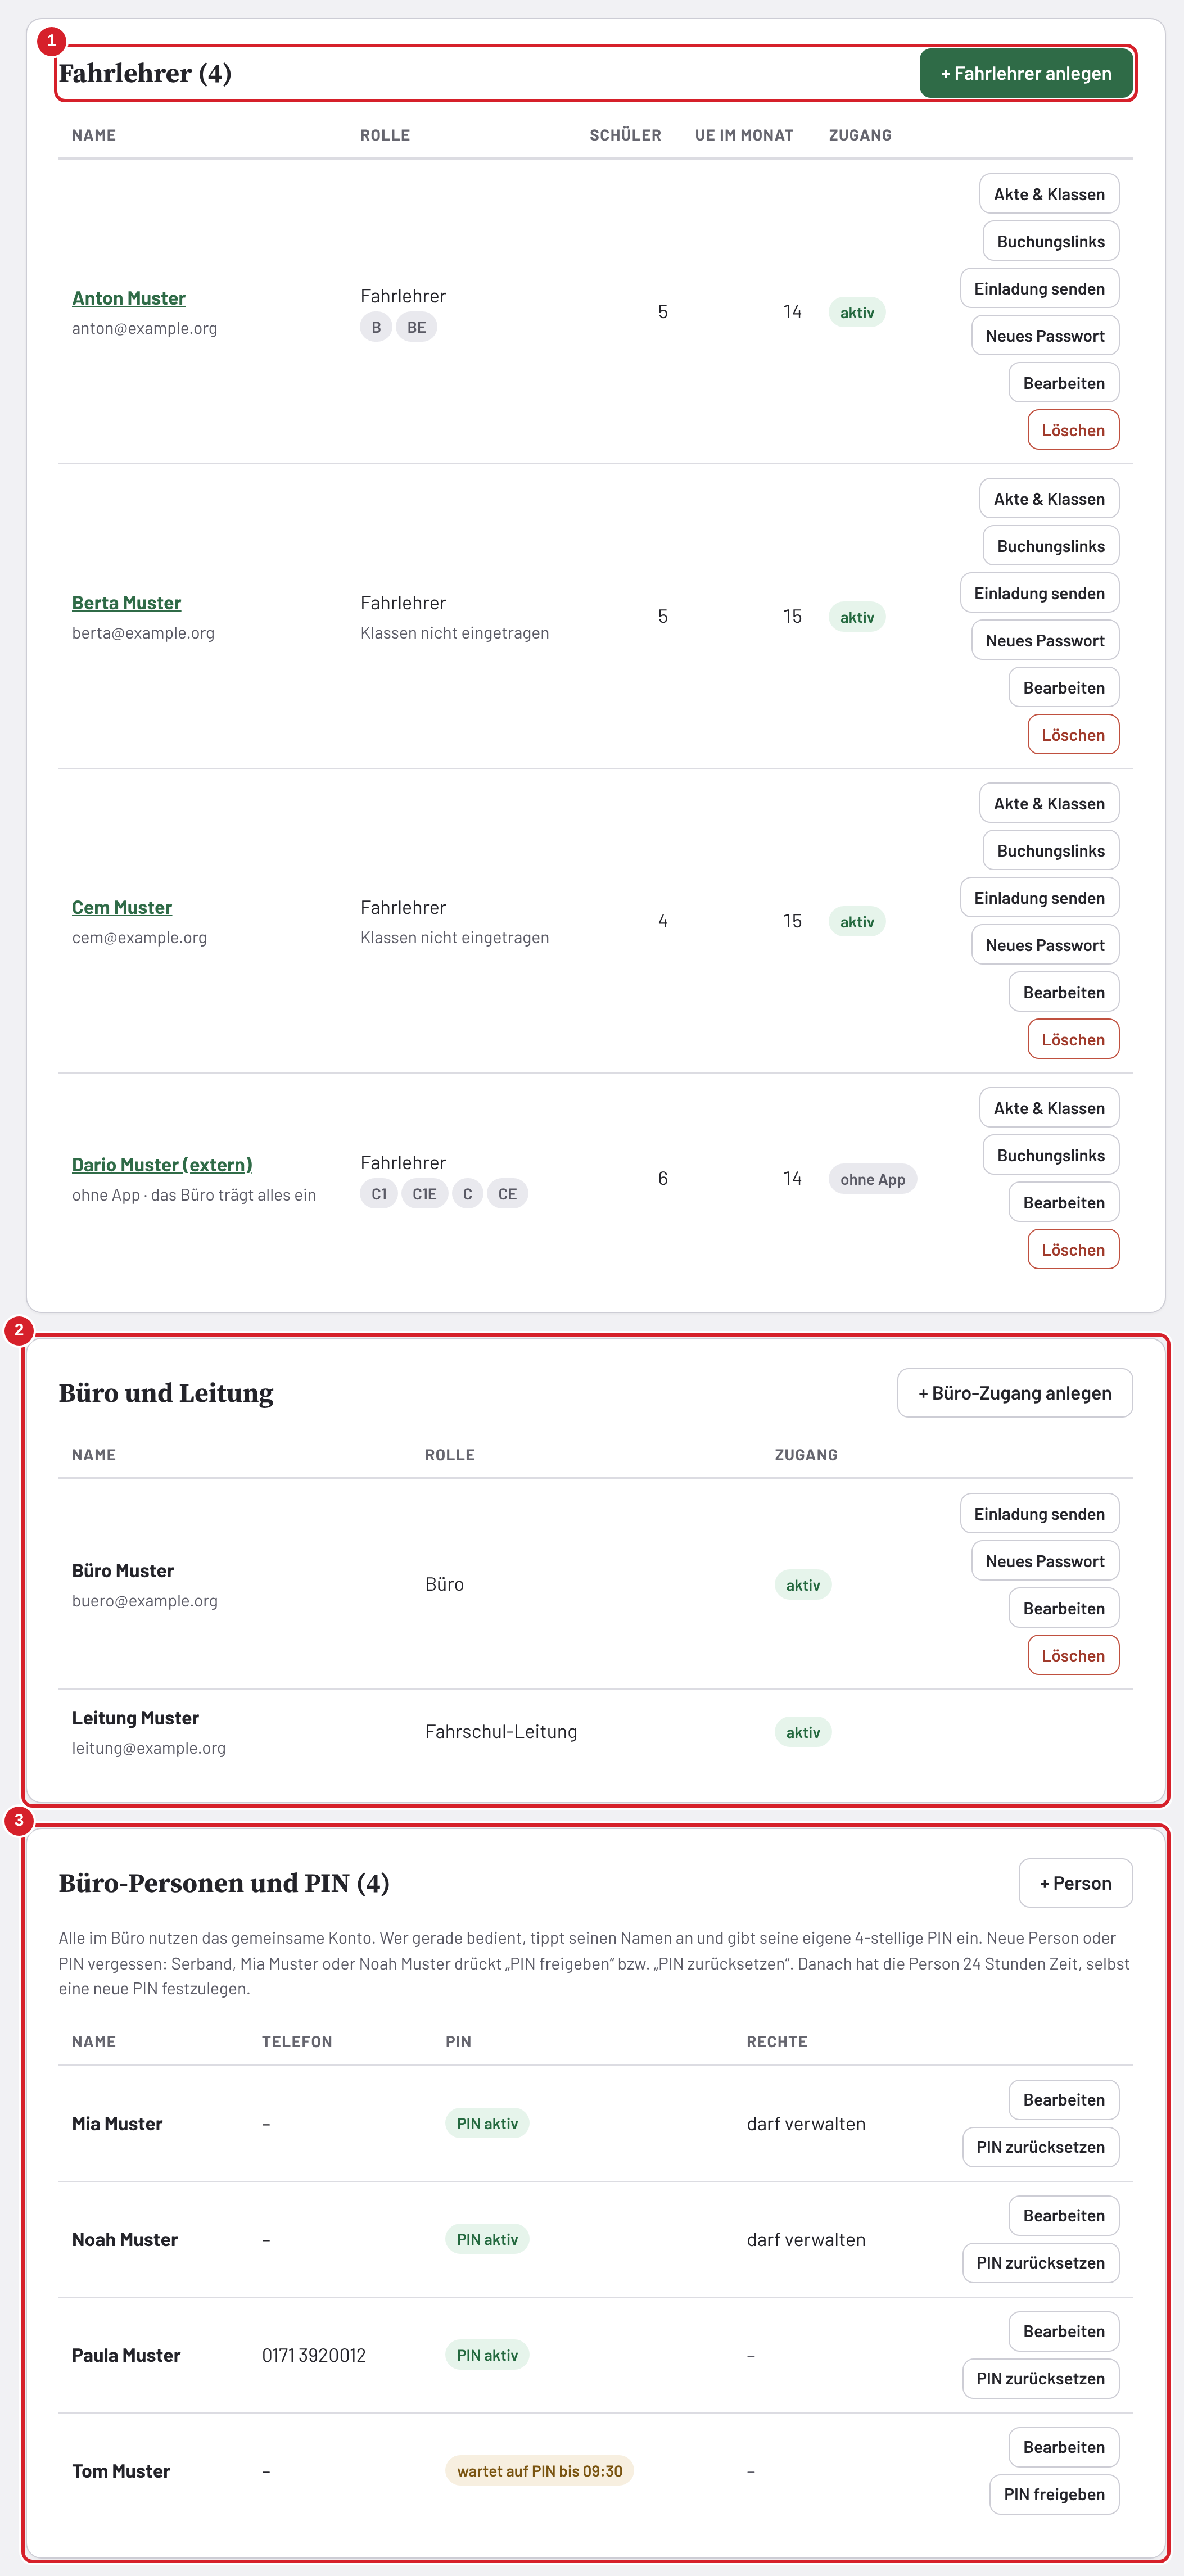 1
Fahrlehrer (4)
+ Fahrlehrer anlegen
NAME ROLLE SCHÜLER UE IM MONAT ZUGANG
Anton Muster
anton@example.org
Fahrlehrer
B BE
5 14 aktiv
Akte & Klassen
Buchungslinks
Einladung senden
Neues Passwort
Bearbeiten
Löschen
Berta Muster
berta@example.org
Fahrlehrer
Klassen nicht eingetragen
5 15 aktiv
Akte & Klassen
Buchungslinks
Einladung senden
Neues Passwort
Bearbeiten
Löschen
Cem Muster
cem@example.org
Fahrlehrer
Klassen nicht eingetragen
4 15 aktiv
Akte & Klassen
Buchungslinks
Einladung senden
Neues Passwort
Bearbeiten
Löschen
Dario Muster (extern)
ohne App · das Büro trägt alles ein
Fahrlehrer
C1 C1E C CE
6 14 ohne App
Akte & Klassen
Buchungslinks
Bearbeiten
Löschen
2
Büro und Leitung
+ Büro-Zugang anlegen
NAME ROLLE ZUGANG
Büro Muster
buero@example.org
Büro
aktiv
Einladung senden
Neues Passwort
Bearbeiten
Löschen
Leitung Muster
leitung@example.org
Fahrschul-Leitung
aktiv
3
Büro-Personen und PIN (4)
+ Person
Alle im Büro nutzen das gemeinsame Konto. Wer gerade bedient, tippt seinen Namen an und gibt seine eigene 4-stellige PIN ein. Neue Person oder
PIN vergessen: Serband, Mia Muster oder Noah Muster drückt „PIN freigeben“ bzw. „PIN zurücksetzen“. Danach hat die Person 24 Stunden Zeit, selbst
eine neue PIN festzulegen.
NAME TELEFON PIN RECHTE
Mia Muster – PIN aktiv darf verwalten
Bearbeiten
PIN zurücksetzen
Noah Muster – PIN aktiv darf verwalten
Bearbeiten
PIN zurücksetzen
Paula Muster 0171 3920012 PIN aktiv –
Bearbeiten
PIN zurücksetzen
Tom Muster – wartet auf PIN bis 09:30 –
Bearbeiten
PIN freigeben